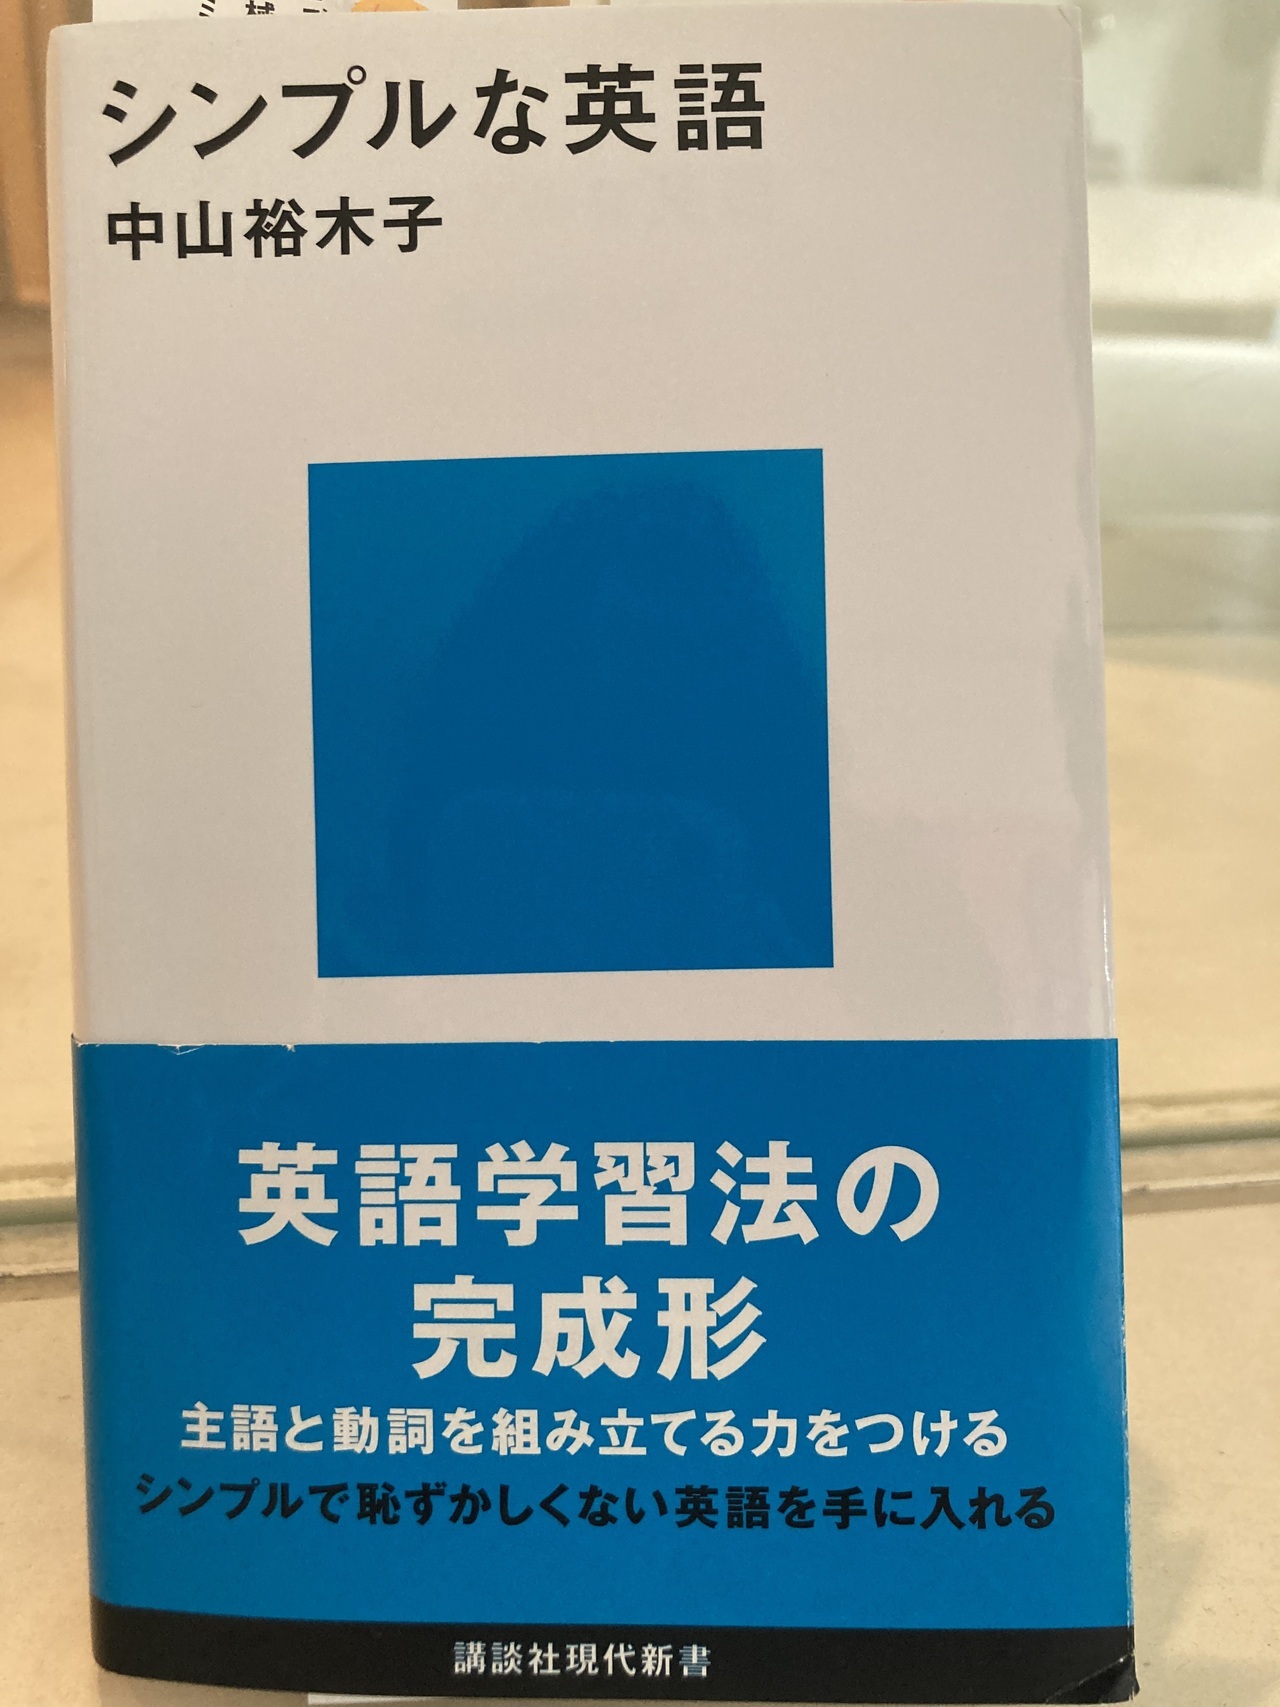 シンプルな英語
中山裕木子
英語学習法の
完成形
主語と動詞を組み立てる力をつける
シンプルで恥ずかしくない英語を手に入れる
講談社現代新書